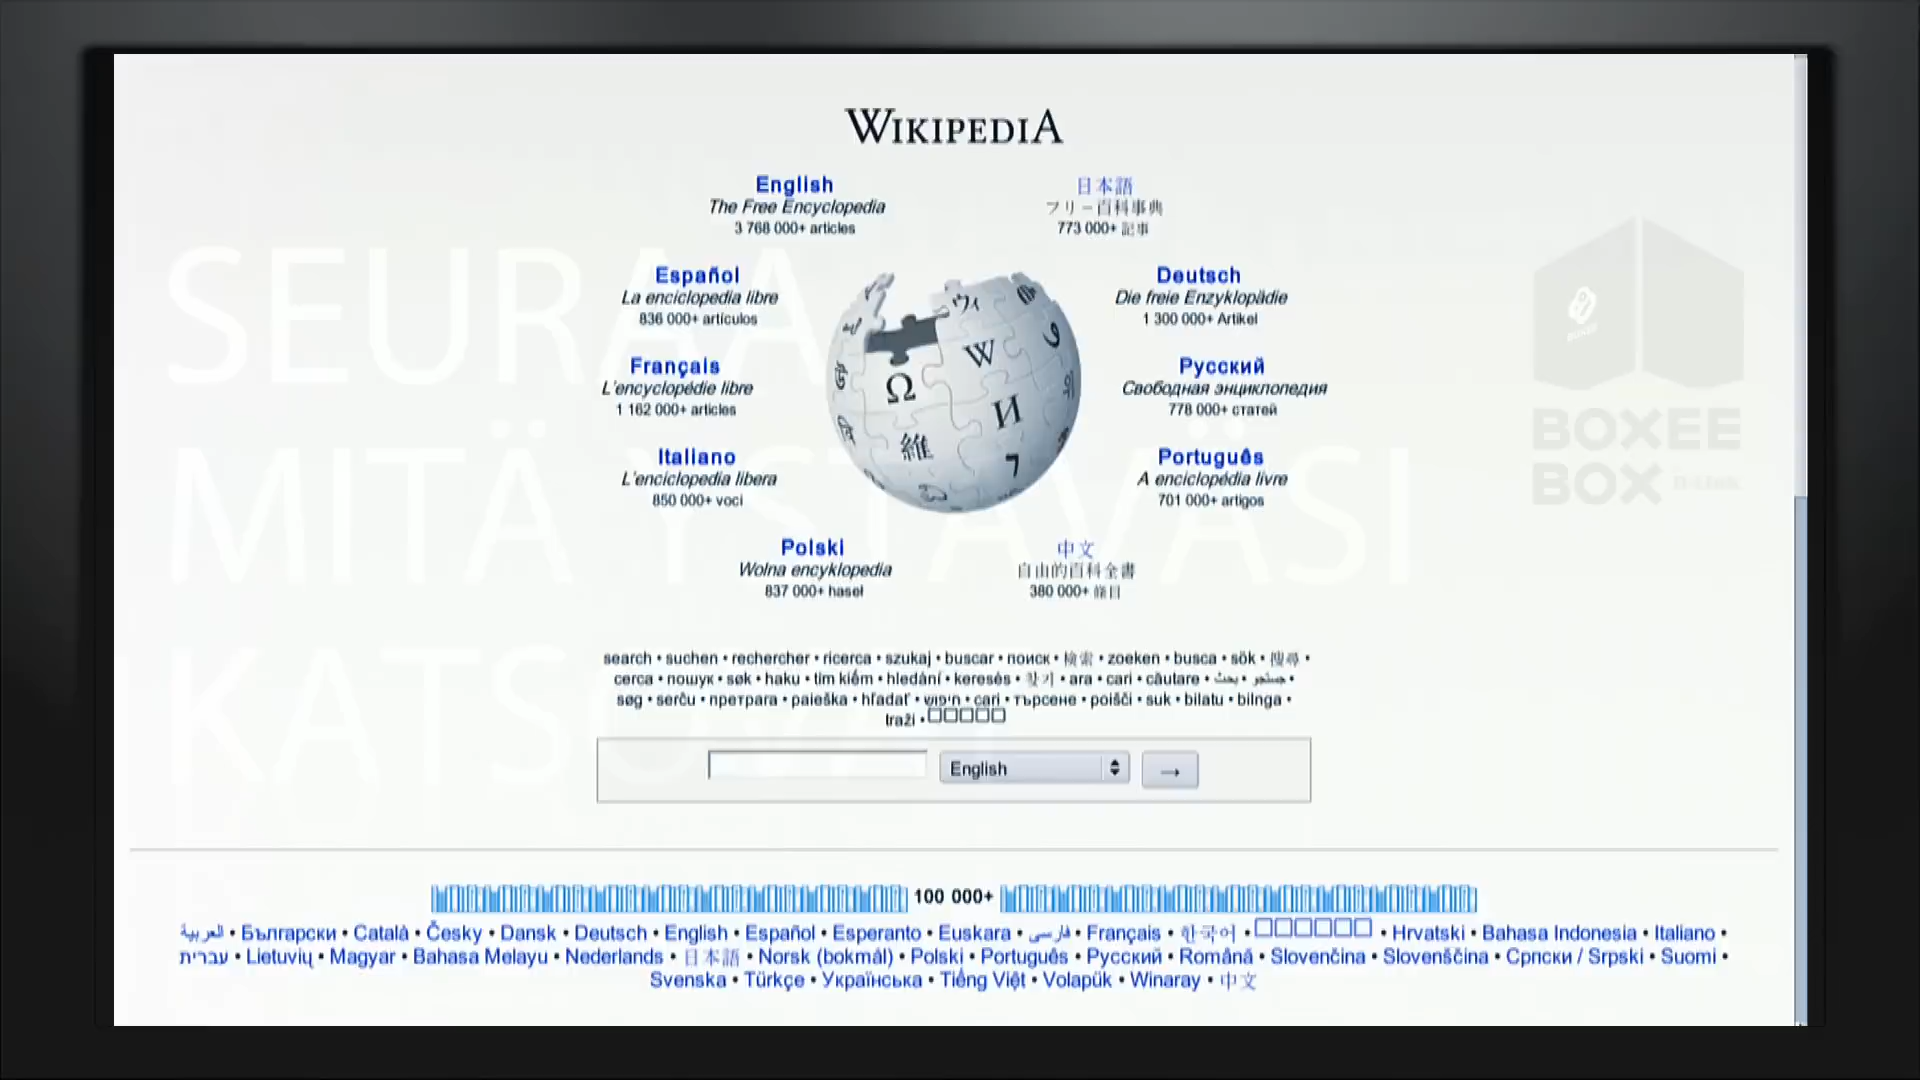 WIKIPEDIA
English
The Free Encyclopedia
3 768 000+ articles
日本語
フリー百科事典
773 000+ 記事
Español
La enciclopedia libre
836 000+ artículos
Deutsch
Die freie Enzyklopädie
1 300 000+ Artikel
Français
L'encyclopédie libre
1 162 000+ articles
Русский
Свободная энциклопедия
778 000+ статей
Italiano
L'enciclopedia libera
850 000+ voci
Português
A enciclopédia livre
701 000+ artigos
Polski
Wolna encyklopedia
837 000+ haseł
中文
自由的百科全書
380 000+ 條目
SEURAA
MITÄ YSTÄVÄSI
BOXEE
BOX
Ω W И 維 ウィ
search • suchen • rechercher • ricerca • szukaj • buscar • поиск • 検索 • zoeken • busca • sök • 搜尋 •
cerca • пошук • søk • haku • tìm kiếm • hledání • keresés • 찾기 • ara • cari • căutare • بحث • جستجو •
søg • serĉu • претрага • paieška • hľadať • חיפוש • cari • търсене • poišči • suk • bilatu • bilnga •
traži • □□□□□
English →
100 000+
العربية • Български • Català • Česky • Dansk • Deutsch • English • Español • Esperanto • Euskara • فارسی • Français • 한국어 • □□□□□□ • Hrvatski • Bahasa Indonesia • Italiano •
עברית • Lietuvių • Magyar • Bahasa Melayu • Nederlands • 日本語 • Norsk (bokmål) • Polski • Português • Русский • Română • Slovenčina • Slovenščina • Српски / Srpski • Suomi •
Svenska • Türkçe • Українська • Tiếng Việt • Volapük • Winaray • 中文